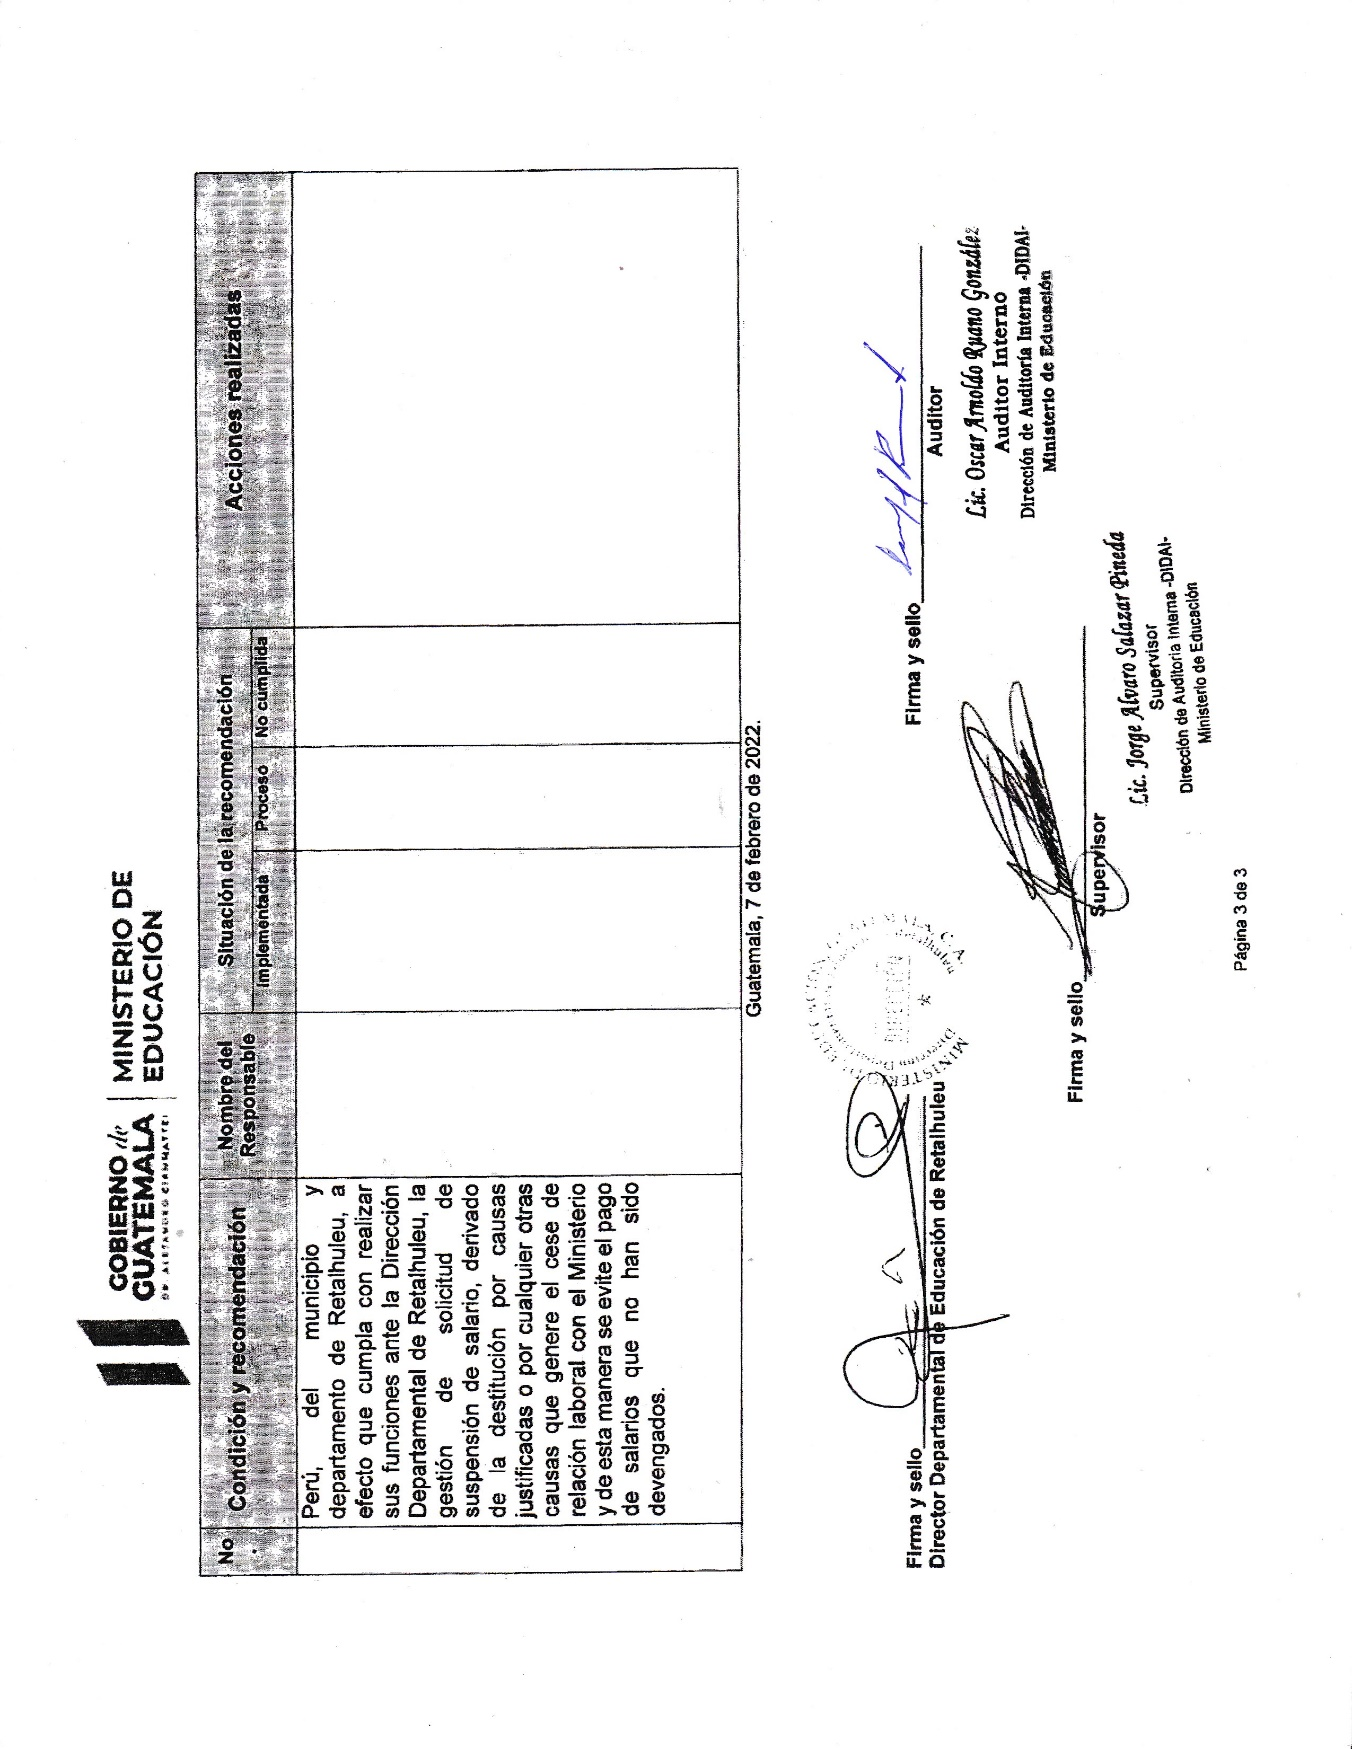 GOBIERNO de
GUATEMALA
DR. ALEJANDRO GIAMMATTEI
MINISTERIO DE
EDUCACIÓN
No
.
Condición y recomendación
Nombre del
Responsable
Situación de la recomendación
Implementada
Proceso
No cumplida
Acciones realizadas
Perú, del municipio y
departamento de Retalhuleu, a
efecto que cumpla con realizar
sus funciones ante la Dirección
Departamental de Retalhuleu, la
gestión de solicitud de
suspensión de salario, derivado
de la destitución por causas
justificadas o por cualquier otras
causas que genere el cese de
relación laboral con el Ministerio
y de esta manera se evite el pago
de salarios que no han sido
devengados.
Guatemala, 7 de febrero de 2022.
Firma y sello
Director Departamental de Educación de Retalhuleu
DIRECCIÓN
Firma y sello
Auditor
Lic. Oscar Arnoldo Ruano González
Auditor Interno
Dirección de Auditoría Interna -DIDAI-
Ministerio de Educación
Firma y sello
Supervisor
Lic. Jorge Alvaro Salazar Pineda
Supervisor
Dirección de Auditoria Interna -DIDAI-
Ministerio de Educación
Página 3 de 3